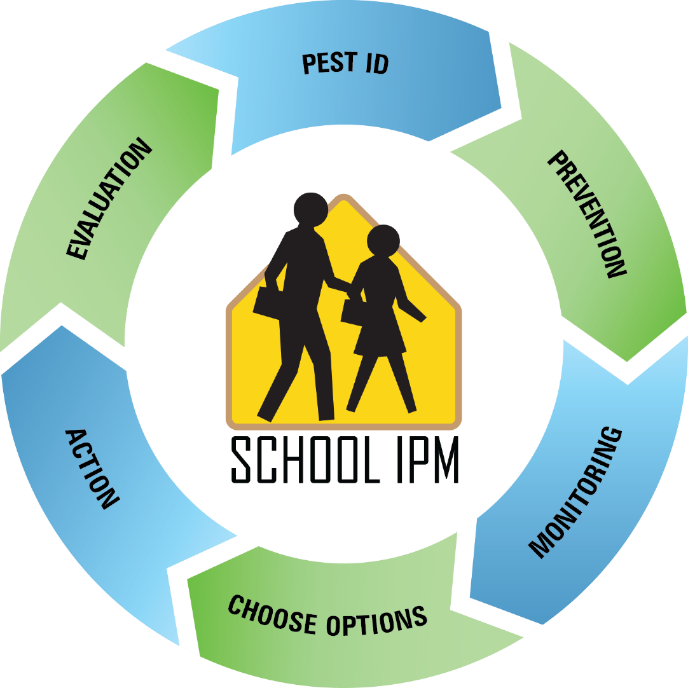 PEST ID
PREVENTION
MONITORING
CHOOSE OPTIONS
ACTION
EVALUATION
SCHOOL IPM